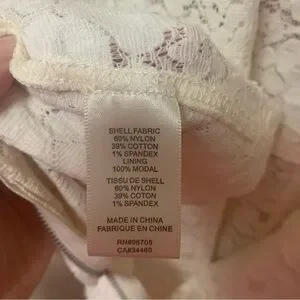 SHELL FABRIC
60% NYLON
39% COTTON
1% SPANDEX
LINING
100% MODAL
TISSU DE SHELL
60% NYLON
39% COTON
1% SPANDEX
MADE IN CHINA
FABRIQUE EN CHINE
RN#96705
CA#34460